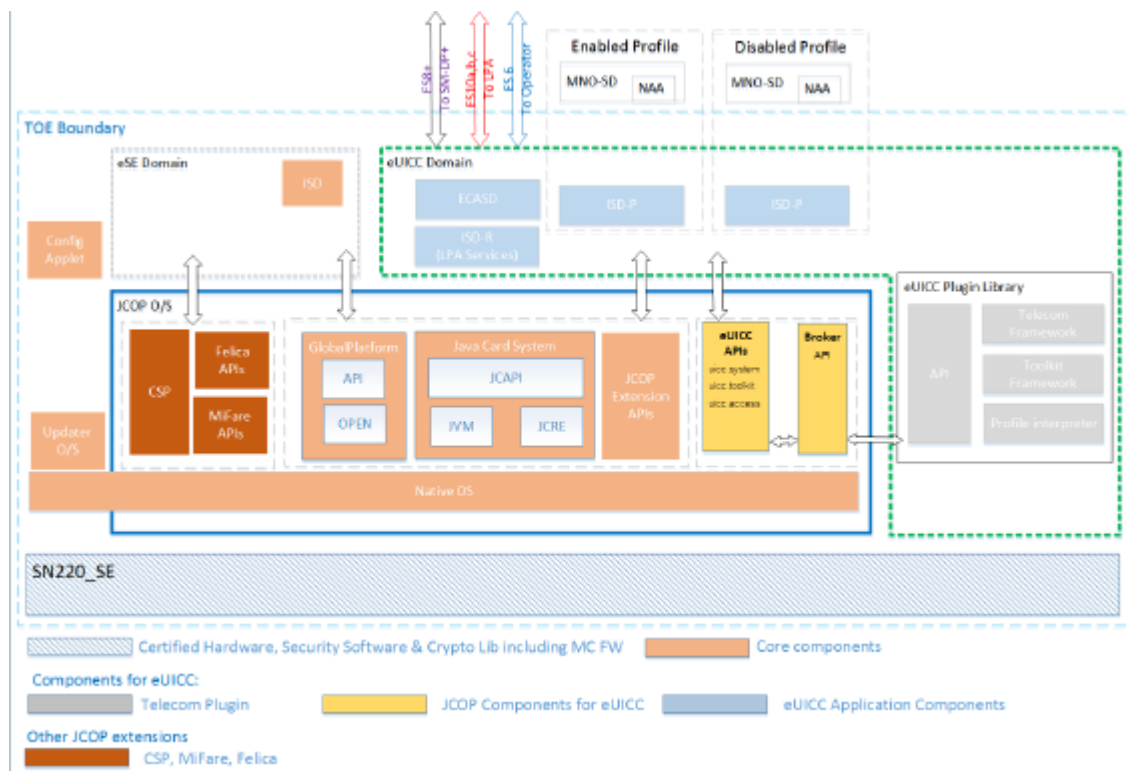 ES8+
To SM-DP+
ES10a,b,c
To LPA
ES.6
To Operator
Enabled Profile
MNO-SD
NAA
Disabled Profile
MNO-SD
NAA
TOE Boundary
eSE Domain
ISD
eUICC Domain
ECASD
ISD-R
(LPA Services)
ISD-P
ISD-P
Config
Applet
JCOP O/S
CSP
Felica
APIs
MiFare
APIs
GlobalPlatform
API
OPEN
Java Card System
JCAPI
JVM
JCRE
JCOP
Extension
APIs
eUICC
APIs
uicc system
uicc toolkit
uicc access
Broker
API
eUICC Plugin Library
API
Telecom
Framework
Toolkit
Framework
Profile interpreter
Updater
O/S
Native OS
SN220_SE
Certified Hardware, Security Software & Crypto Lib including MC FW
Core components
Components for eUICC:
Telecom Plugin
JCOP Components for eUICC
eUICC Application Components
Other JCOP extensions
CSP, MiFare, Felica